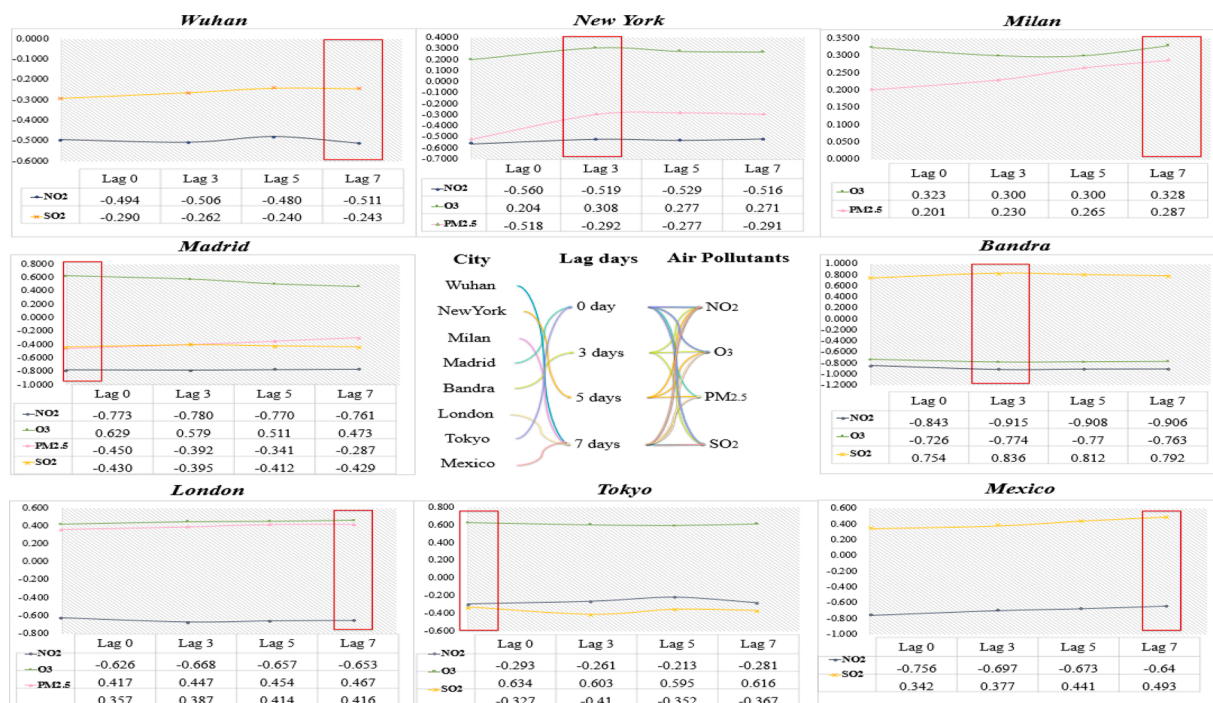 Wuhan
0.0000
-0.1000
-0.2000
-0.3000
-0.4000
-0.5000
-0.6000
Lag 0 Lag 3 Lag 5 Lag 7
NO2 -0.494 -0.506 -0.480 -0.511
SO2 -0.290 -0.262 -0.240 -0.243
New York
0.4000
0.3000
0.2000
0.1000
0.0000
-0.1000
-0.2000
-0.3000
-0.4000
-0.5000
-0.6000
-0.7000
Lag 0 Lag 3 Lag 5 Lag 7
NO2 -0.560 -0.519 -0.529 -0.516
O3 0.204 0.308 0.277 0.271
PM2.5 -0.518 -0.292 -0.277 -0.291
Milan
0.3500
0.3000
0.2500
0.2000
0.1500
0.1000
0.0500
0.0000
Lag 0 Lag 3 Lag 5 Lag 7
O3 0.323 0.300 0.300 0.328
PM2.5 0.201 0.230 0.265 0.287
Madrid
0.8000
0.6000
0.4000
0.2000
0.0000
-0.2000
-0.4000
-0.6000
-0.8000
-1.0000
Lag 0 Lag 3 Lag 5 Lag 7
NO2 -0.773 -0.780 -0.770 -0.761
O3 0.629 0.579 0.511 0.473
PM2.5 -0.450 -0.392 -0.341 -0.287
SO2 -0.430 -0.395 -0.412 -0.429
City Lag days Air Pollutants
Wuhan
NewYork
Milan
Madrid
Bandra
London
Tokyo
Mexico
0 day
3 days
5 days
7 days
NO2
O3
PM2.5
SO2
Bandra
1.0000
0.8000
0.6000
0.4000
0.2000
0.0000
-0.2000
-0.4000
-0.6000
-0.8000
-1.0000
-1.2000
Lag 0 Lag 3 Lag 5 Lag 7
NO2 -0.843 -0.915 -0.908 -0.906
O3 -0.726 -0.774 -0.77 -0.763
SO2 0.754 0.836 0.812 0.792
London
0.600
0.400
0.200
0.000
-0.200
-0.400
-0.600
-0.800
Lag 0 Lag 3 Lag 5 Lag 7
NO2 -0.626 -0.668 -0.657 -0.653
O3 0.417 0.447 0.454 0.467
PM2.5 0.357 0.387 0.414 0.416
Tokyo
0.800
0.600
0.400
0.200
0.000
-0.200
-0.400
-0.600
Lag 0 Lag 3 Lag 5 Lag 7
NO2 -0.293 -0.261 -0.213 -0.281
O3 0.634 0.603 0.595 0.616
SO2 -0.327 -0.41 -0.352 -0.367
Mexico
0.600
0.400
0.200
0.000
-0.200
-0.400
-0.600
-0.800
-1.000
Lag 0 Lag 3 Lag 5 Lag 7
NO2 -0.756 -0.697 -0.673 -0.64
SO2 0.342 0.377 0.441 0.493